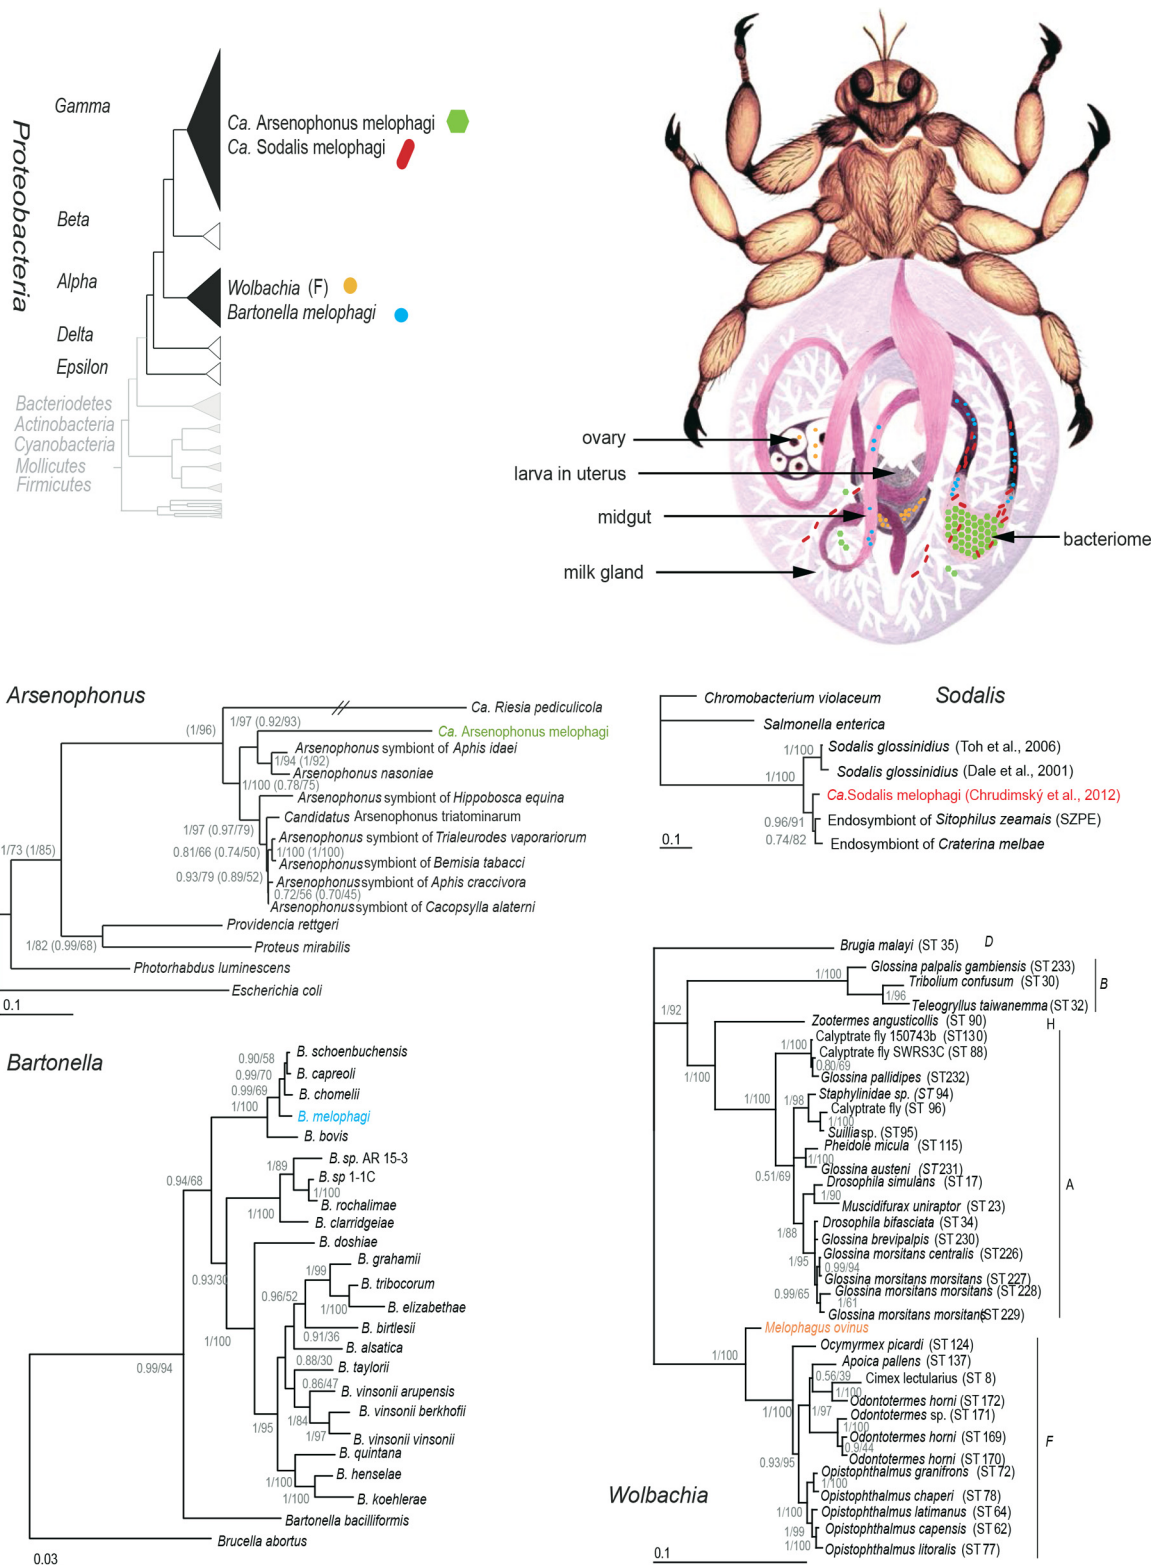 Proteobacteria
Gamma
Ca. Arsenophonus melophagi
Ca. Sodalis melophagi
Beta
Alpha
Wolbachia (F)
Bartonella melophagi
Delta
Epsilon
Bacteriodetes
Actinobacteria
Cyanobacteria
Mollicutes
Firmicutes
ovary
larva in uterus
midgut
milk gland
bacteriome
Arsenophonus
Ca. Riesia pediculicola
(1/96)
1/97 (0.92/93)
Ca. Arsenophonus melophagi
Arsenophonus symbiont of Aphis idaei
1/94 (1/92)
Arsenophonus nasoniae
1/100 (0.78/75)
Arsenophonus symbiont of Hippobosca equina
Candidatus Arsenophonus triatominarum
1/97 (0.97/79)
Arsenophonus symbiont of Trialeurodes vaporariorum
0.81/66 (0.74/50)
1/100 (1/100)
Arsenophonus symbiont of Bemisia tabacci
0.93/79 (0.89/52)
Arsenophonus symbiont of Aphis craccivora
0.72/56 (0.70/45)
Arsenophonus symbiont of Cacopsylla alaterni
1/73 (1/85)
Providencia rettgeri
1/82 (0.99/68)
Proteus mirabilis
Photorhabdus luminescens
Escherichia coli
0.1
Sodalis
Chromobacterium violaceum
Salmonella enterica
1/100
Sodalis glossinidius (Toh et al., 2006)
Sodalis glossinidius (Dale et al., 2001)
1/100
Ca.Sodalis melophagi (Chrudimský et al., 2012)
0.96/91
Endosymbiont of Sitophilus zeamais (SZPE)
0.74/82
Endosymbiont of Craterina melbae
0.1
Bartonella
0.90/58
B. schoenbuchensis
0.99/70
B. capreoli
0.99/69
B. chomelii
1/100
B. melophagi
B. bovis
0.94/68
1/89
B. sp. AR 15-3
B. sp 1-1C
1/100
B. rochalimae
1/100
B. clarridgeiae
B. doshiae
0.93/30
1/99
B. grahamii
B. tribocorum
0.96/52
1/100
B. elizabethae
B. birtlesii
1/100
0.91/36
B. alsatica
0.88/30
B. taylorii
0.99/94
0.86/47
B. vinsonii arupensis
B. vinsonii berkhofii
1/95
1/84
1/97
B. vinsonii vinsonii
B. quintana
1/100
B. henselae
1/100
B. koehlerae
Bartonella bacilliformis
Brucella abortus
0.03
Wolbachia
Brugia malayi (ST 35)
D
Glossina palpalis gambiensis (ST 233)
1/100
Tribolium confusum (ST 30)
B
1/96
Teleogryllus taiwanemma (ST 32)
1/92
Zootermes angusticollis (ST 90)
H
Calyptrate fly 150743b (ST130)
1/100
Calyptrate fly SWRS3C (ST 88)
0.80/69
1/100
Glossina pallidipes (ST232)
Staphylinidae sp. (ST 94)
1/100
1/98
Calyptrate fly (ST 96)
1/100
Suillia sp. (ST95)
Pheidole micula (ST 115)
1/100
Glossina austeni (ST231)
0.51/69
Drosophila simulans (ST 17)
A
1/90
Muscidifurax uniraptor (ST 23)
Drosophila bifasciata (ST 34)
1/88
Glossina brevipalpis (ST 230)
Glossina morsitans centralis (ST226)
1/95
0.99/94
Glossina morsitans morsitans (ST 227)
Glossina morsitans morsitans (ST 228)
0.99/65
1/61
Glossina morsitans morsitans (ST 229)
Melophagus ovinus
Ocymyrmex picardi (ST 124)
1/100
Apoica pallens (ST 137)
0.56/39
Cimex lectularius (ST 8)
1/100
Odontotermes horni (ST 172)
1/100
1/97
Odontotermes sp. (ST 171)
1/100
Odontotermes horni (ST 169)
F
0.9/44
Odontotermes horni (ST 170)
0.93/95
Opistophthalmus granifrons (ST 72)
1/100
Opistophthalmus chaperi (ST 78)
1/100
Opistophthalmus latimanus (ST 64)
1/99
Opistophthalmus capensis (ST 62)
1/100
Opistophthalmus litoralis (ST 77)
0.1